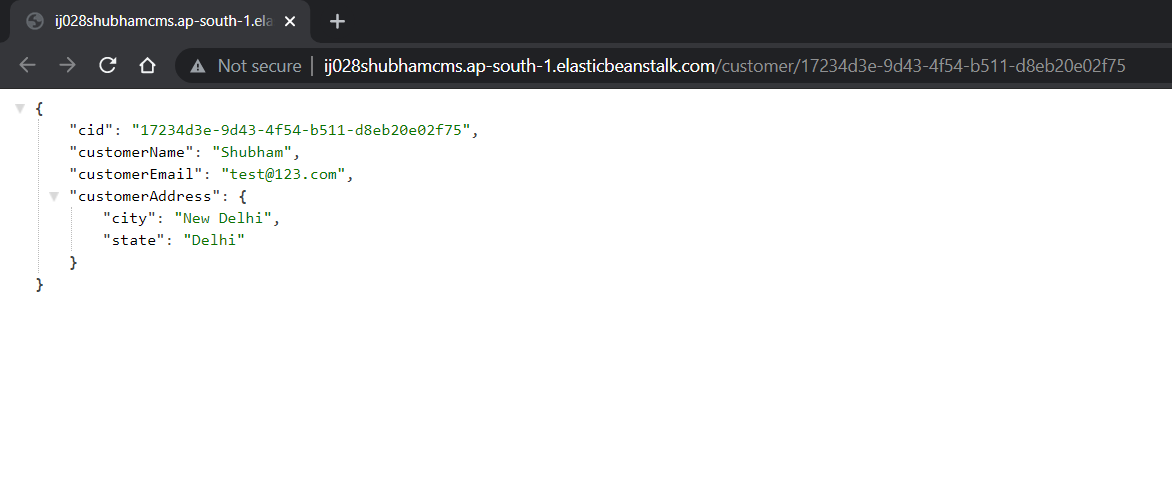 ij028shubhamcms.ap-south-1.ela
Not secure | ij028shubhamcms.ap-south-1.elasticbeanstalk.com/customer/17234d3e-9d43-4f54-b511-d8eb20e02f75
{
"cid": "17234d3e-9d43-4f54-b511-d8eb20e02f75",
"customerName": "Shubham",
"customerEmail": "test@123.com",
"customerAddress": {
"city": "New Delhi",
"state": "Delhi"
}
}